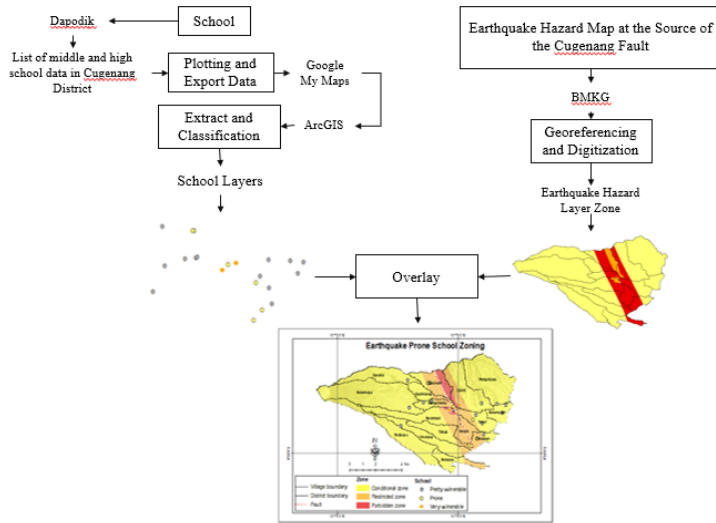 Dapodik
School
List of middle and high
school data in Cugenang
District
Plotting and
Export Data
Google
My Maps
Extract and
Classification
ArcGIS
School Layers
Earthquake Hazard Map at the Source of
the Cugenang Fault
BMKG
Georeferencing
and Digitization
Earthquake Hazard
Layer Zone
Overlay
Earthquake Prone School Zoning
Zone
School
Village boundary
Conditional zone
Pretty vulnerable
District boundary
Restricted zone
Prone
Fault
Forbidden zone
Very vulnerable